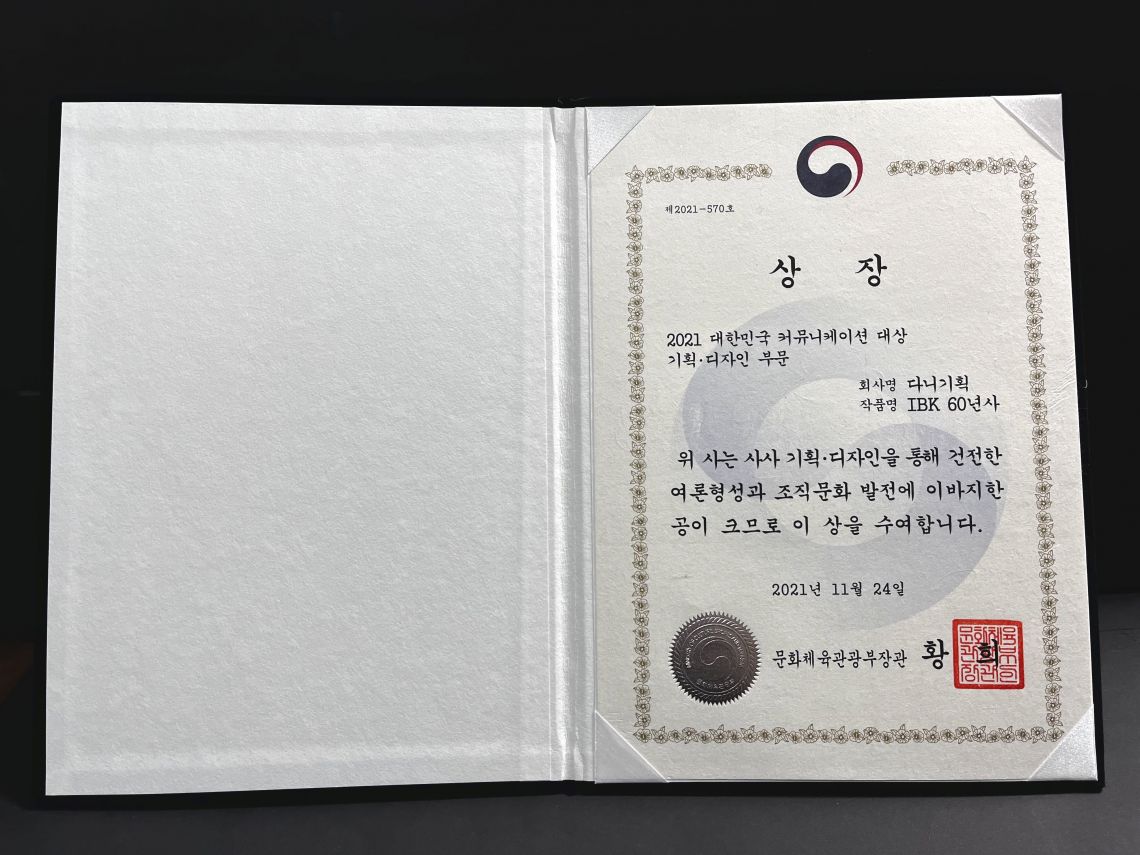 제2021-570호
상 장
2021 대한민국 커뮤니케이션 대상
기획·디자인 부문
회사명 다니기획
작품명 IBK 60년사
위 사는 사사 기획·디자인을 통해 건전한
여론형성과 조직문화 발전에 이바지한
공이 크므로 이 상을 수여합니다.
2021년 11월 24일
문화체육관광부장관 황 희